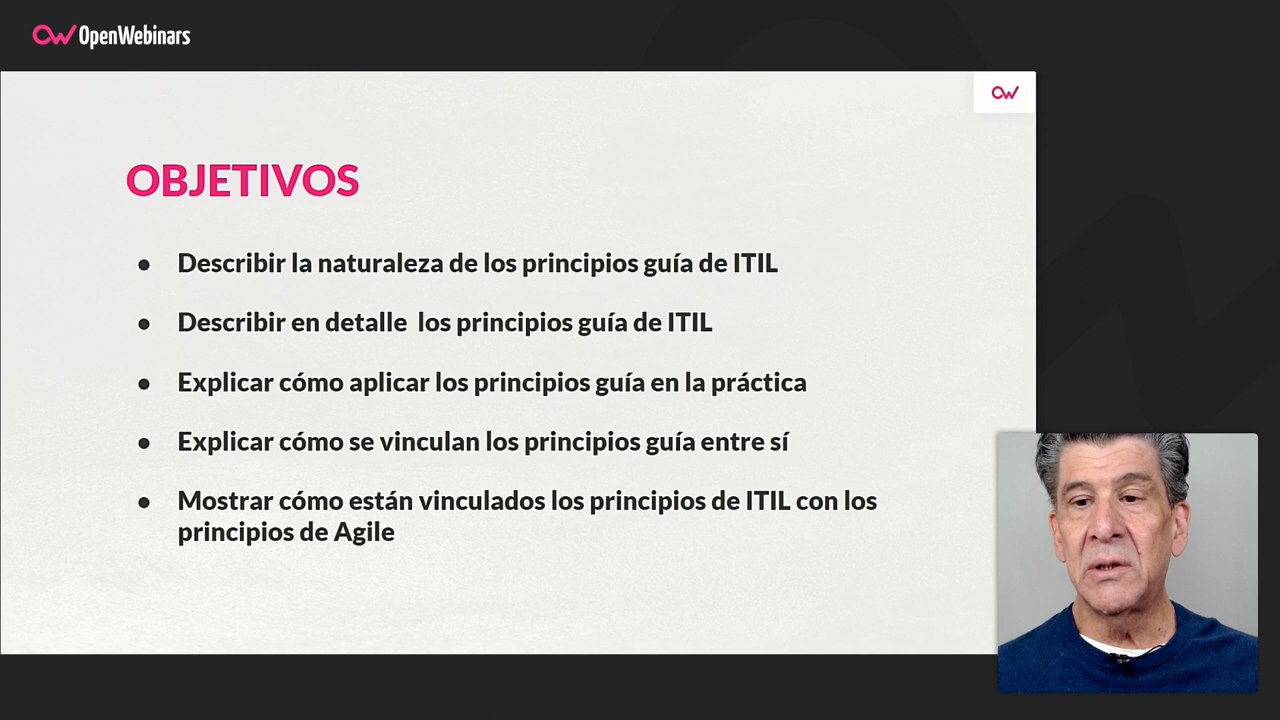 OpenWebinars
OBJETIVOS
● Describir la naturaleza de los principios guía de ITIL
● Describir en detalle  los principios guía de ITIL
● Explicar cómo aplicar los principios guía en la práctica
● Explicar cómo se vinculan los principios guía entre sí
● Mostrar cómo están vinculados los principios de ITIL con los
principios de Agile